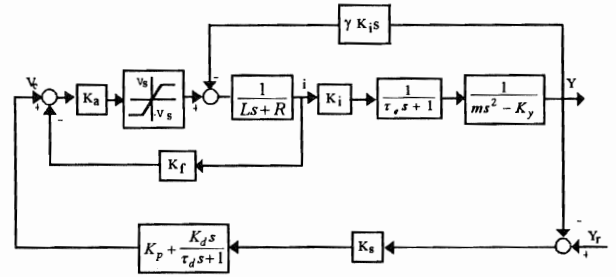 γ K_i s
V_c
+
-
K_a
V_s
-V_s
-
+
1/(Ls+R)
i
K_i
1/(τ_e s+1)
1/(ms²-K_y)
Y
K_f
K_p + K_d s/(τ_d s+1)
K_s
-
Y_r
+